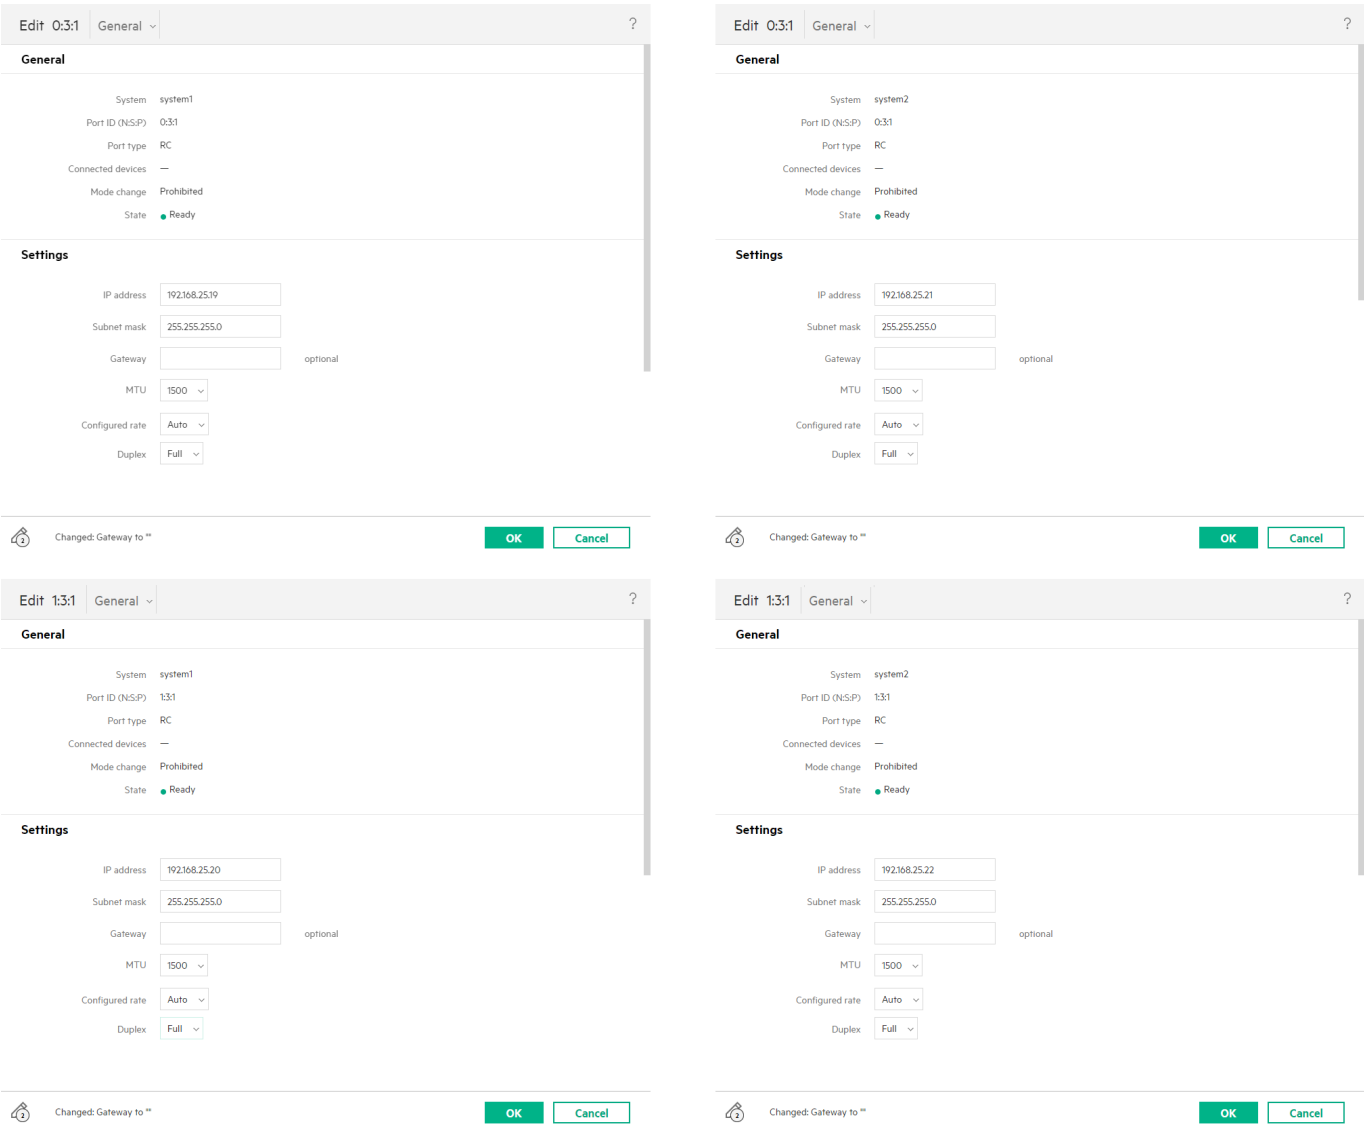 Edit 0:3:1 General ?
General
System system1
Port ID (N:S:P) 0:3:1
Port type RC
Connected devices —
Mode change Prohibited
State Ready
Settings
IP address 192.168.25.19
Subnet mask 255.255.255.0
Gateway optional
MTU 1500
Configured rate Auto
Duplex Full
2 Changed: Gateway to "" OK Cancel
Edit 0:3:1 General ?
General
System system2
Port ID (N:S:P) 0:3:1
Port type RC
Connected devices —
Mode change Prohibited
State Ready
Settings
IP address 192.168.25.21
Subnet mask 255.255.255.0
Gateway optional
MTU 1500
Configured rate Auto
Duplex Full
2 Changed: Gateway to "" OK Cancel
Edit 1:3:1 General ?
General
System system1
Port ID (N:S:P) 1:3:1
Port type RC
Connected devices —
Mode change Prohibited
State Ready
Settings
IP address 192.168.25.20
Subnet mask 255.255.255.0
Gateway optional
MTU 1500
Configured rate Auto
Duplex Full
2 Changed: Gateway to "" OK Cancel
Edit 1:3:1 General ?
General
System system2
Port ID (N:S:P) 1:3:1
Port type RC
Connected devices —
Mode change Prohibited
State Ready
Settings
IP address 192.168.25.22
Subnet mask 255.255.255.0
Gateway optional
MTU 1500
Configured rate Auto
Duplex Full
2 Changed: Gateway to "" OK Cancel